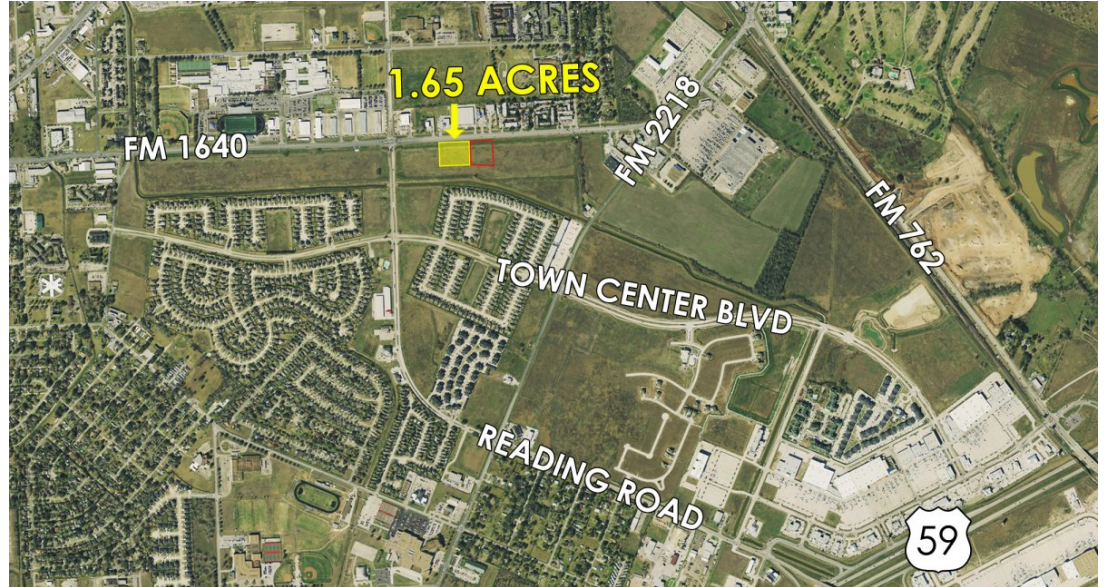 1.65 ACRES
FM 1640
FM 2218
FM 762
TOWN CENTER BLVD
READING ROAD
59